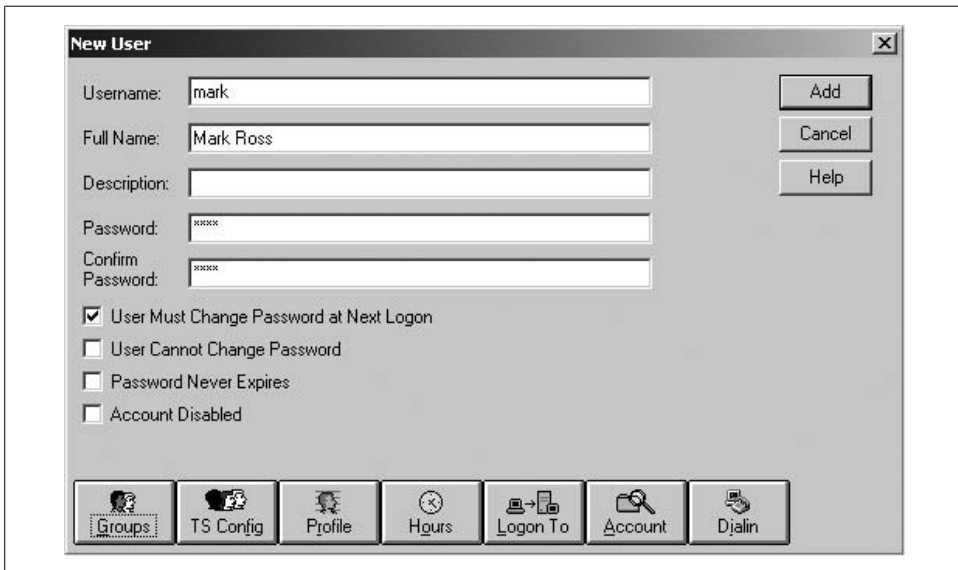 New User
Username: mark
Add
Full Name: Mark Ross
Cancel
Description:
Help
Password: ****
Confirm
Password: ****
User Must Change Password at Next Logon
User Cannot Change Password
Password Never Expires
Account Disabled
Groups TS Config Profile Hours Logon To Account Dialin